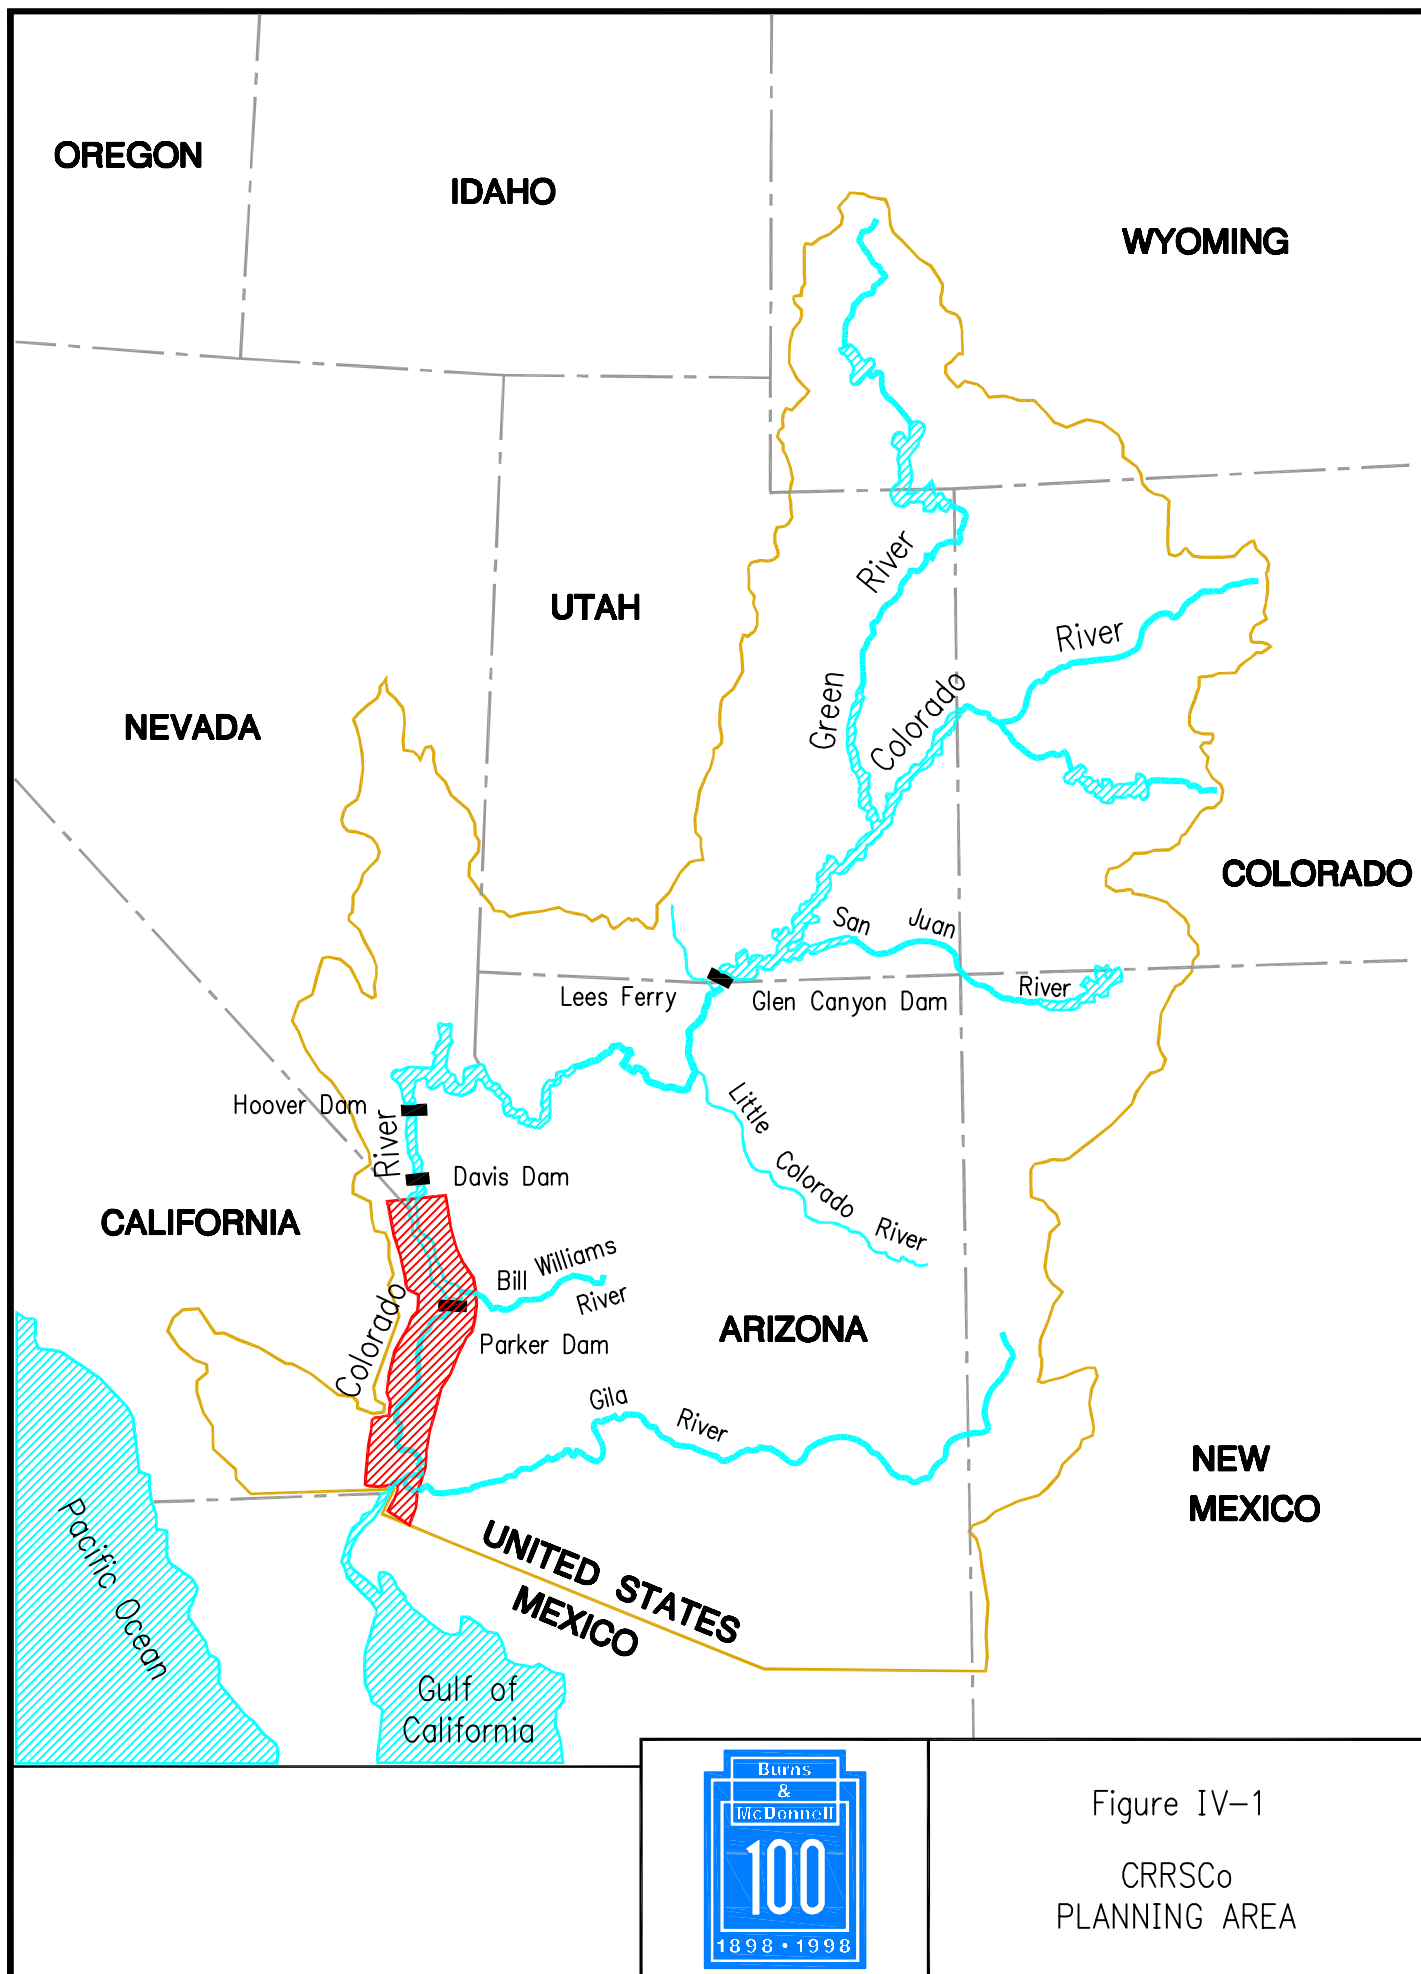 OREGON
IDAHO
WYOMING
River
UTAH
River
Green
Colorado
NEVADA
COLORADO
San
Juan
River
Lees Ferry
Glen Canyon Dam
Hoover Dam
River
Little
Davis Dam
Colorado
CALIFORNIA
River
Williams
Bill
River
Colorado
ARIZONA
Parker Dam
Gila
River
NEW
MEXICO
Pacific Ocean
UNITED STATES
MEXICO
Gulf of
California
Burns
&
McDonnell
100
1898 • 1998
Figure IV-1
CRRSCo
PLANNING AREA